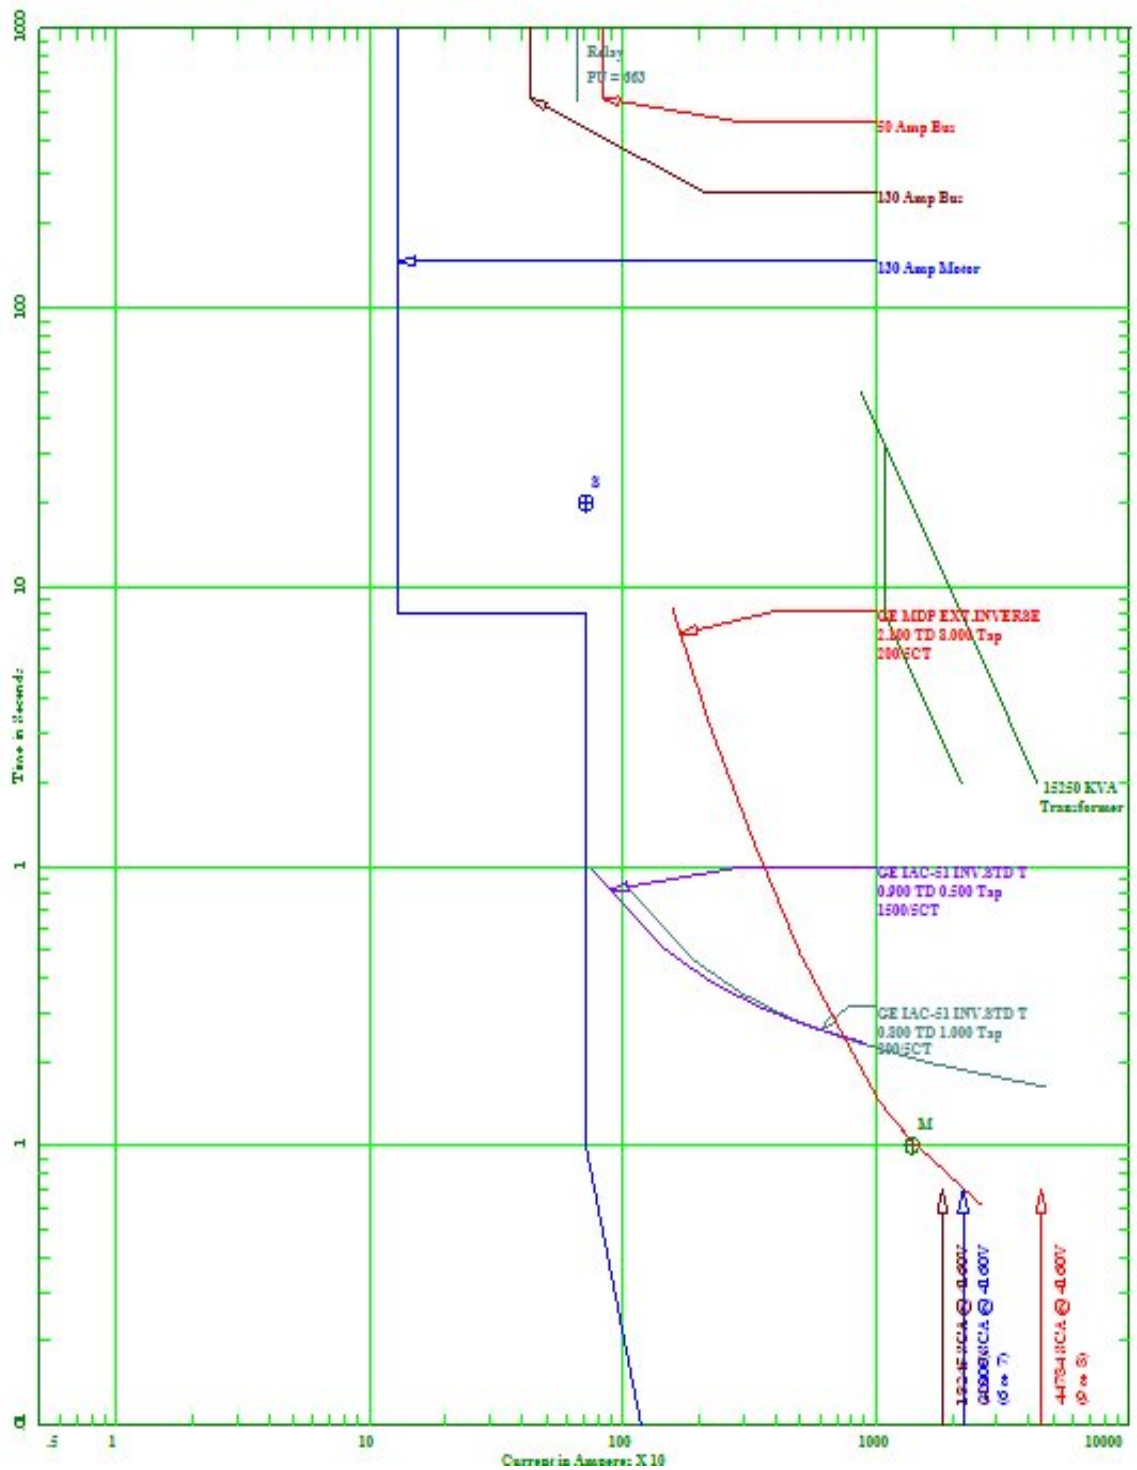 1000
Relay
PU = 663
50 Amp Bus
130 Amp Bus
130 Amp Motor
100
S
10
GE MDP EXT.INVERSE
2.100 TD 8.000 Tap
200/5CT
Time in Seconds
15250 KVA
Transformer
1
GE IAC-51 INV.STD T
0.900 TD 0.500 Tap
1500/5CT
GE IAC-51 INV.STD T
0.800 TD 1.000 Tap
800/5CT
M
.1
SCA @ 4160V
SCA @ 4160V
(6 or 7)
44784 SCA @ 4160V
.5
1
10
100
1000
10000
Current in Amperes X 10